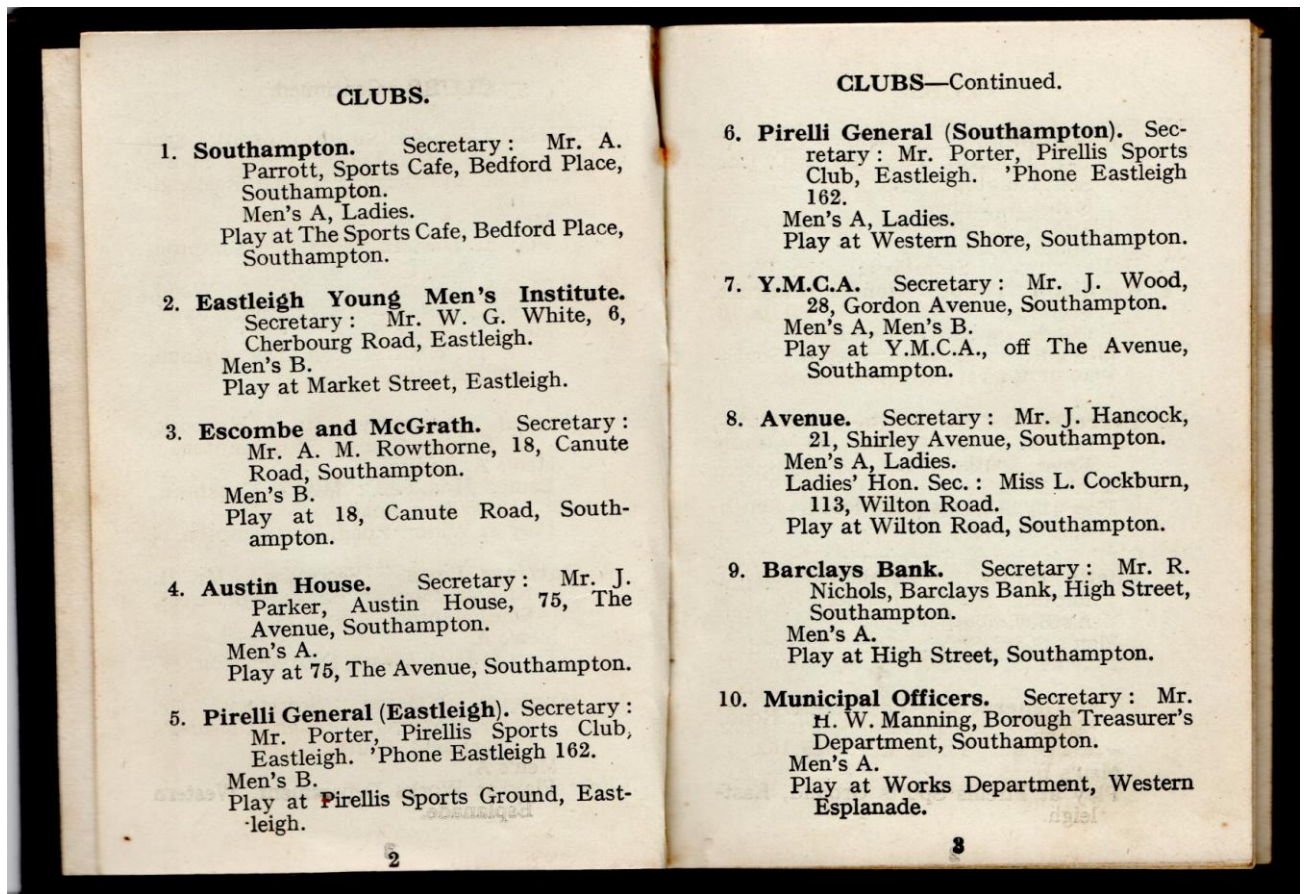 CLUBS.
1. Southampton. Secretary : Mr. A.
Parrott, Sports Cafe, Bedford Place,
Southampton.
Men's A, Ladies.
Play at The Sports Cafe, Bedford Place,
Southampton.
2. Eastleigh Young Men's Institute.
Secretary : Mr. W. G. White, 6,
Cherbourg Road, Eastleigh.
Men's B.
Play at Market Street, Eastleigh.
3. Escombe and McGrath. Secretary :
Mr. A. M. Rowthorne, 18, Canute
Road, Southampton.
Men's B.
Play at 18, Canute Road, South-
ampton.
4. Austin House. Secretary : Mr. J.
Parker, Austin House, 75, The
Avenue, Southampton.
Men's A.
Play at 75, The Avenue, Southampton.
5. Pirelli General (Eastleigh). Secretary :
Mr. Porter, Pirellis Sports Club,
Eastleigh. 'Phone Eastleigh 162.
Men's B.
Play at Pirellis Sports Ground, East-
leigh.
2
CLUBS—Continued.
6. Pirelli General (Southampton). Sec-
retary : Mr. Porter, Pirellis Sports
Club, Eastleigh. 'Phone Eastleigh
162.
Men's A, Ladies.
Play at Western Shore, Southampton.
7. Y.M.C.A. Secretary : Mr. J. Wood,
28, Gordon Avenue, Southampton.
Men's A, Men's B.
Play at Y.M.C.A., off The Avenue,
Southampton.
8. Avenue. Secretary : Mr. J. Hancock,
21, Shirley Avenue, Southampton.
Men's A, Ladies.
Ladies' Hon. Sec. : Miss L. Cockburn,
113, Wilton Road.
Play at Wilton Road, Southampton.
9. Barclays Bank. Secretary : Mr. R.
Nichols, Barclays Bank, High Street,
Southampton.
Men's A.
Play at High Street, Southampton.
10. Municipal Officers. Secretary : Mr.
H. W. Manning, Borough Treasurer's
Department, Southampton.
Men's A.
Play at Works Department, Western
Esplanade.
3